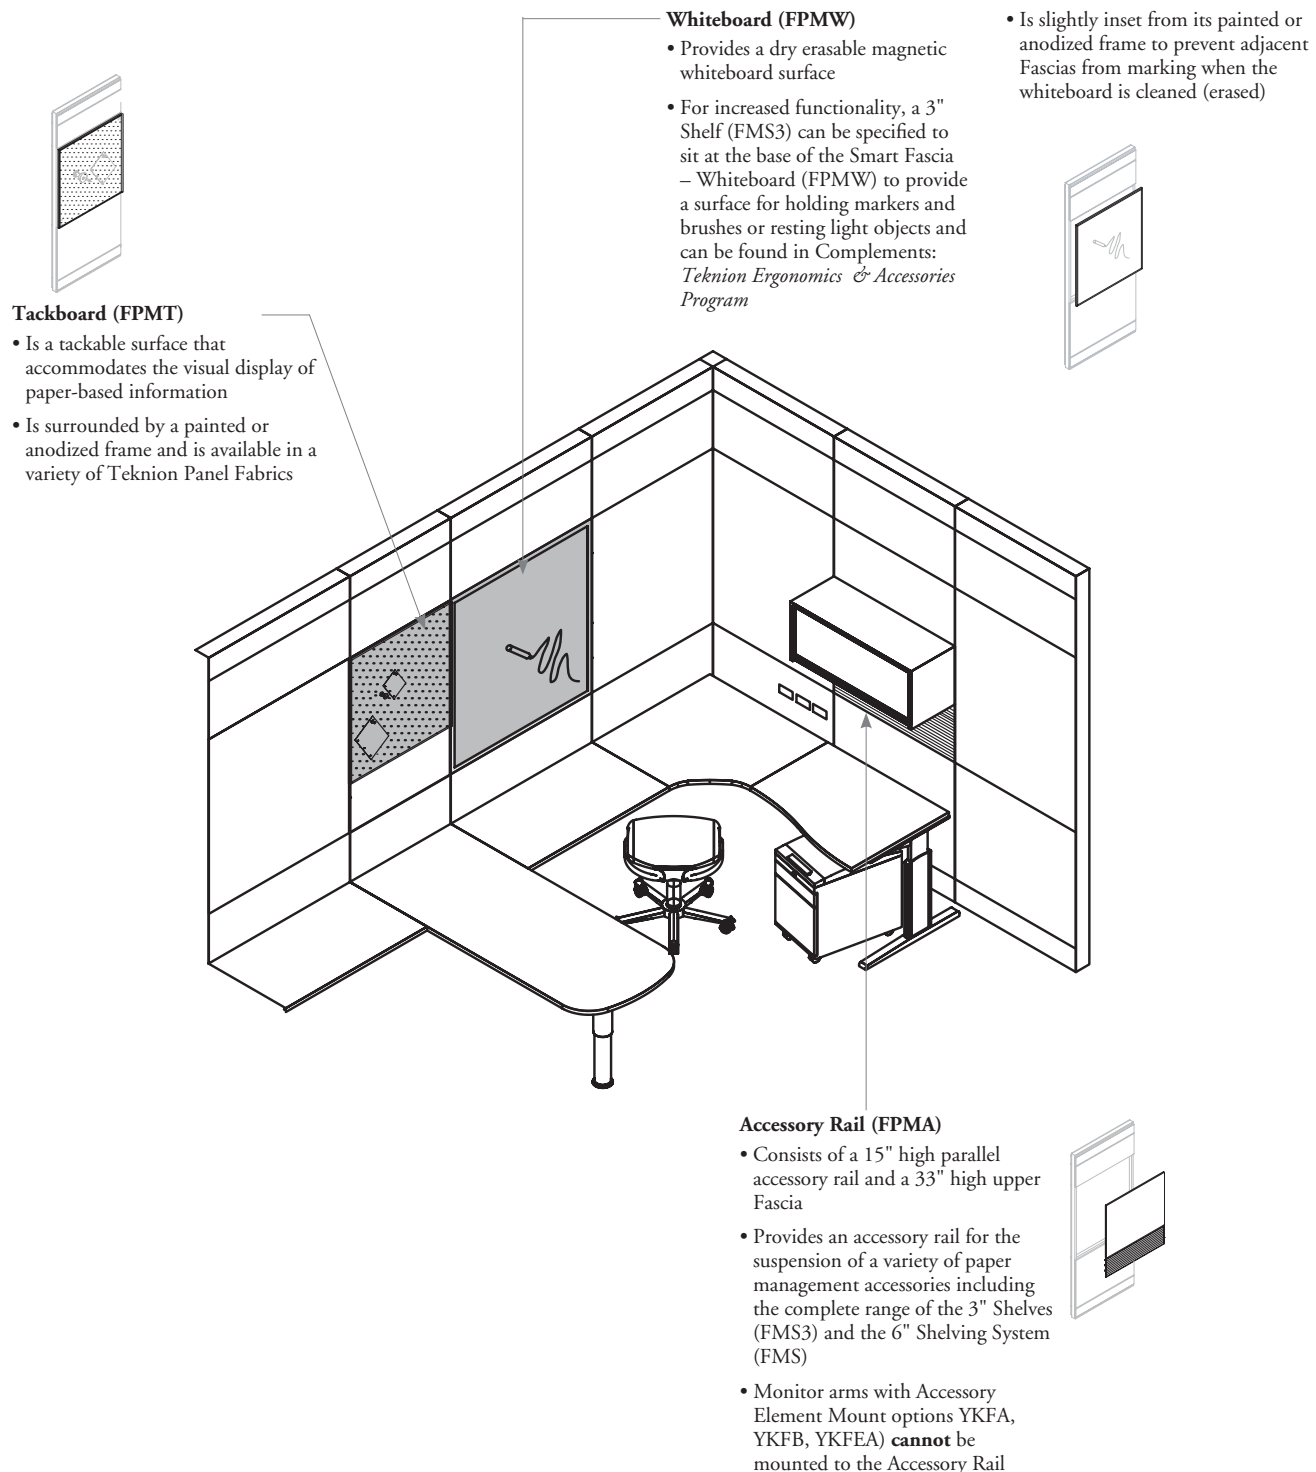 Whiteboard (FPMW)
• Provides a dry erasable magnetic
whiteboard surface
• For increased functionality, a 3"
Shelf (FMS3) can be specified to
sit at the base of the Smart Fascia
– Whiteboard (FPMW) to provide
a surface for holding markers and
brushes or resting light objects and
can be found in Complements:
Teknion Ergonomics & Accessories
Program
• Is slightly inset from its painted or
anodized frame to prevent adjacent
Fascias from marking when the
whiteboard is cleaned (erased)
Tackboard (FPMT)
• Is a tackable surface that
accommodates the visual display of
paper-based information
• Is surrounded by a painted or
anodized frame and is available in a
variety of Teknion Panel Fabrics
Accessory Rail (FPMA)
• Consists of a 15" high parallel
accessory rail and a 33" high upper
Fascia
• Provides an accessory rail for the
suspension of a variety of paper
management accessories including
the complete range of the 3" Shelves
(FMS3) and the 6" Shelving System
(FMS)
• Monitor arms with Accessory
Element Mount options YKFA,
YKFB, YKFEA) cannot be
mounted to the Accessory Rail